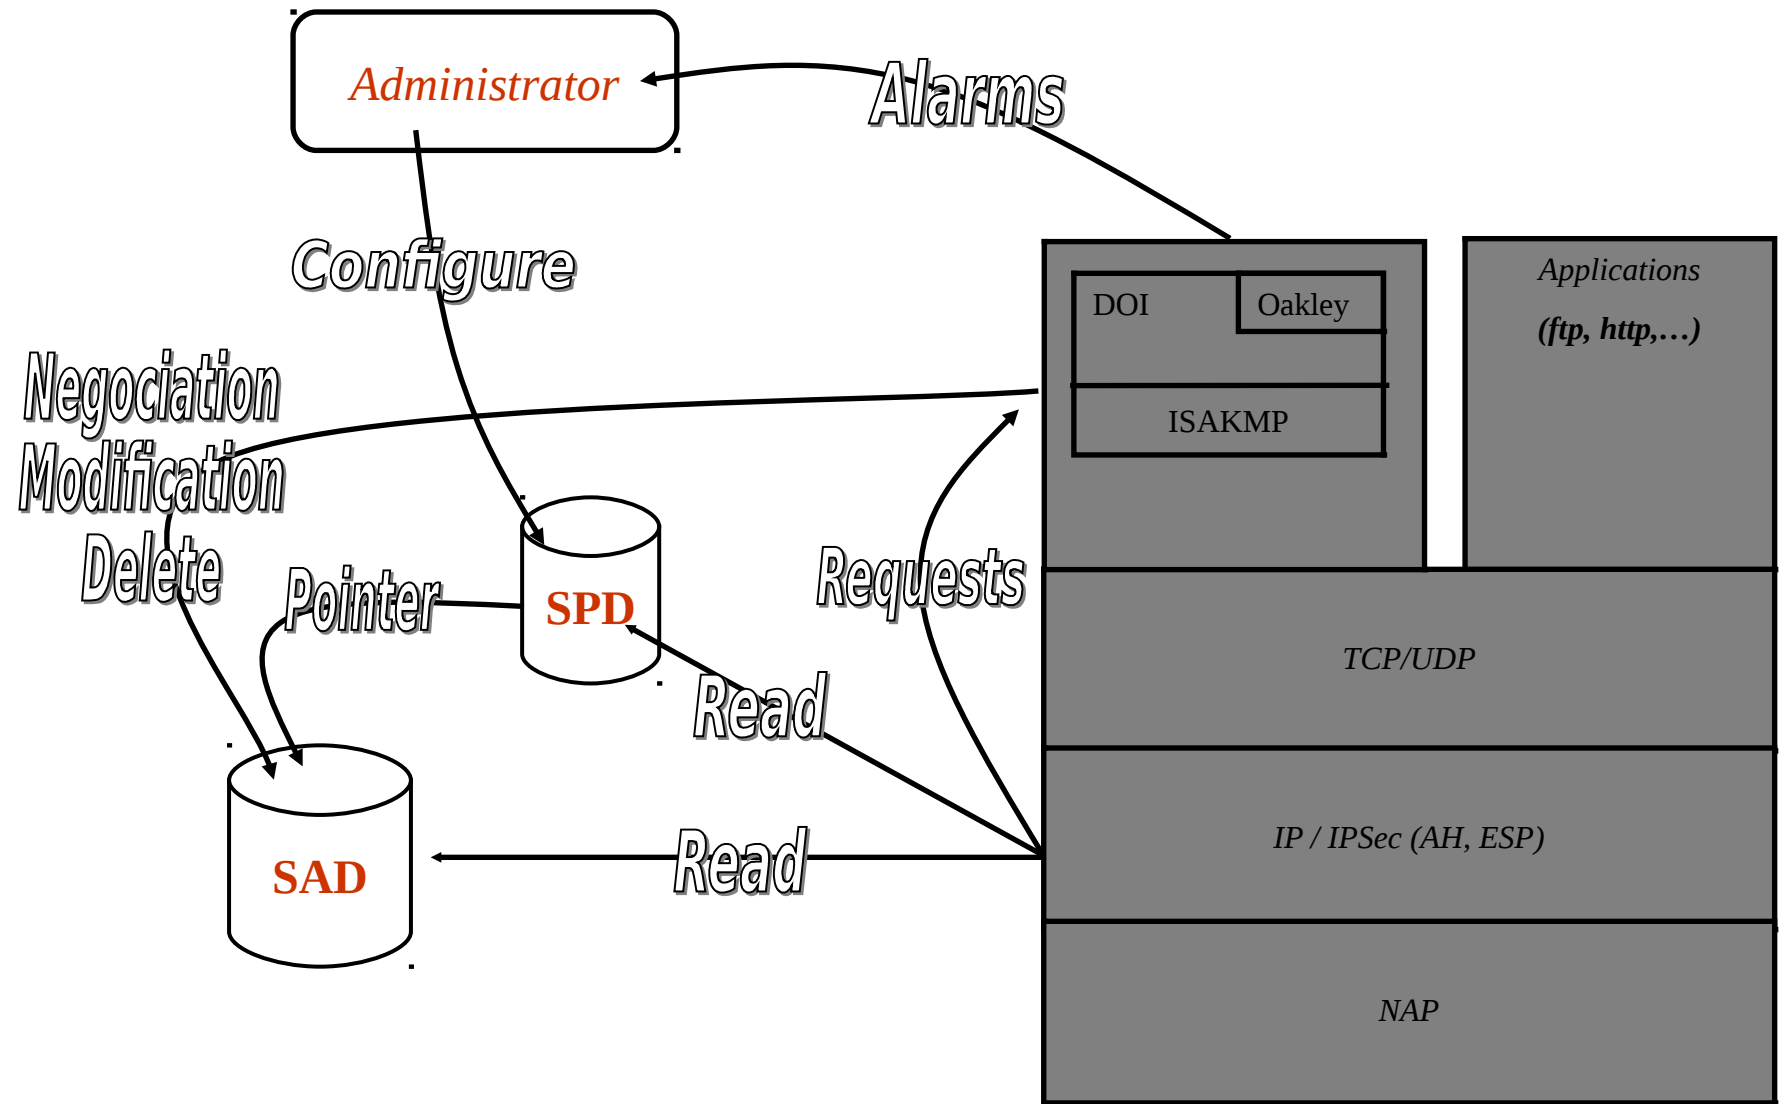 Administrator
Alarms
Configure
DOI
Oakley
ISAKMP
Applications
(ftp, http,…)
Negociation
Modification
Delete
Pointer
SPD
Requests
Read
TCP/UDP
SAD
Read
IP / IPSec (AH, ESP)
NAP